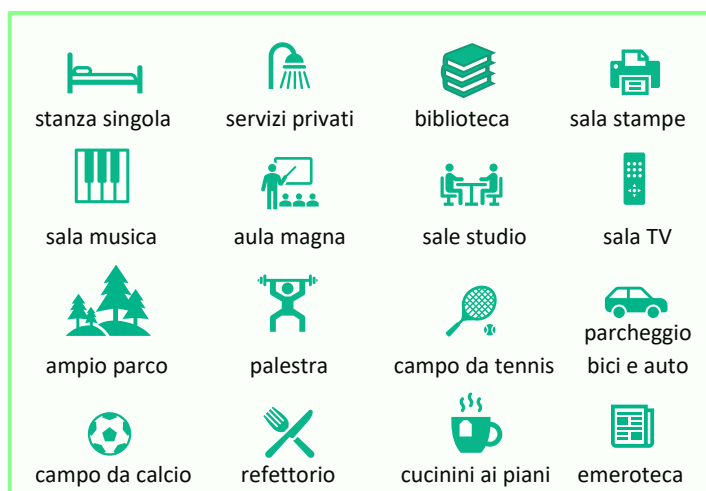 stanza singola
servizi privati
biblioteca
sala stampe
sala musica
aula magna
sale studio
sala TV
ampio parco
palestra
campo da tennis
parcheggio
bici e auto
campo da calcio
refettorio
cucinini ai piani
emeroteca